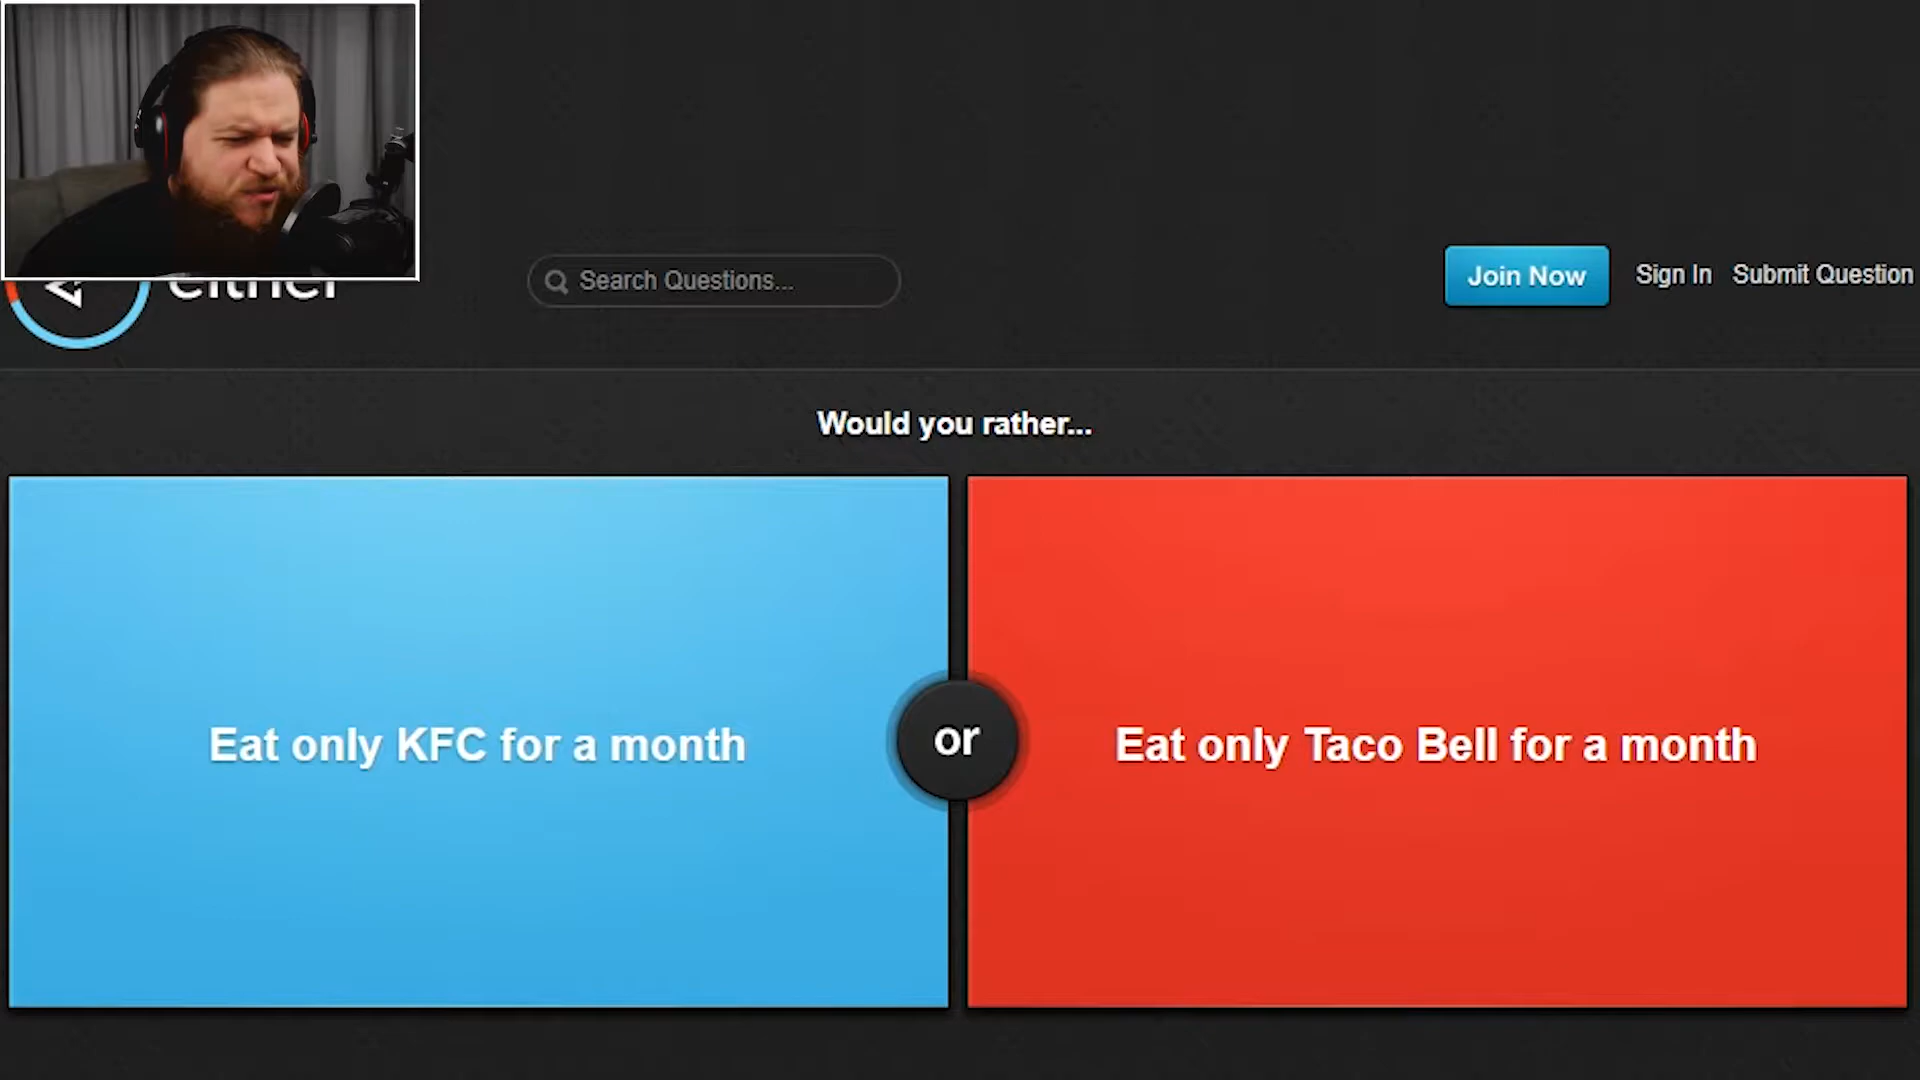 either
Search Questions...
Join Now
Sign In
Submit Question
Would you rather...
Eat only KFC for a month
or
Eat only Taco Bell for a month